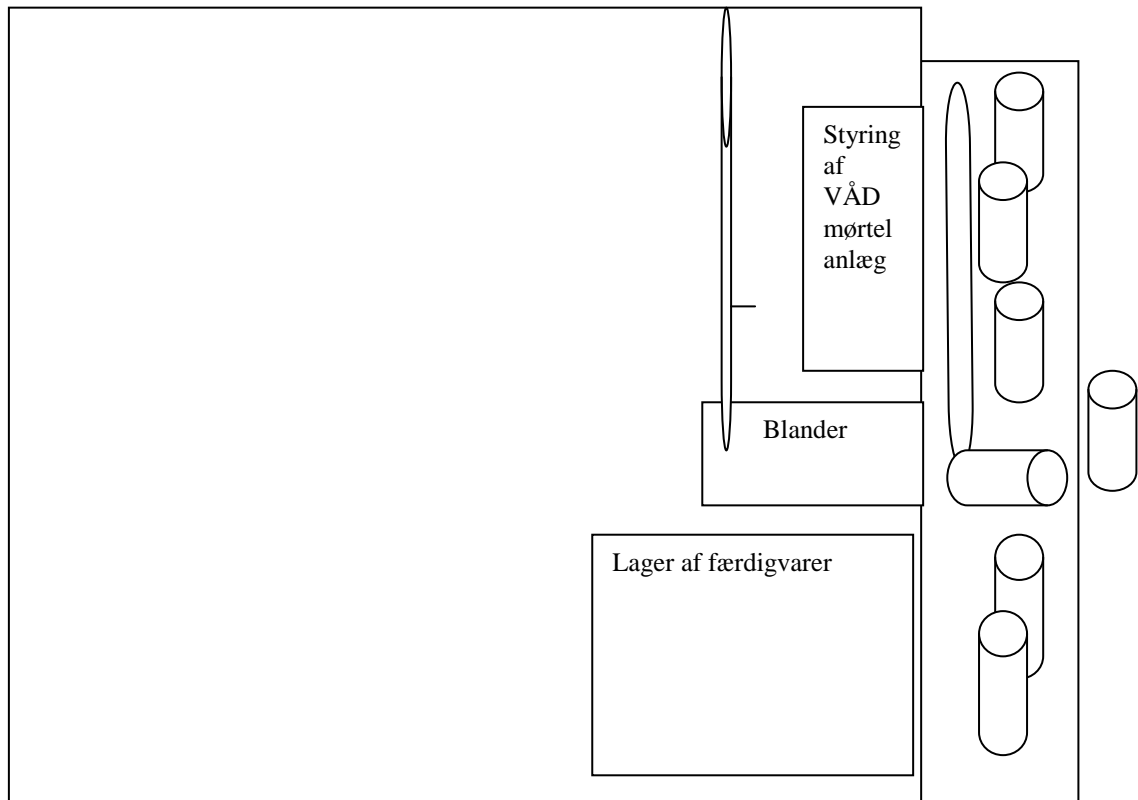 Styring
af
VÅD
mørtel
anlæg
Blander
Lager af færdigvarer